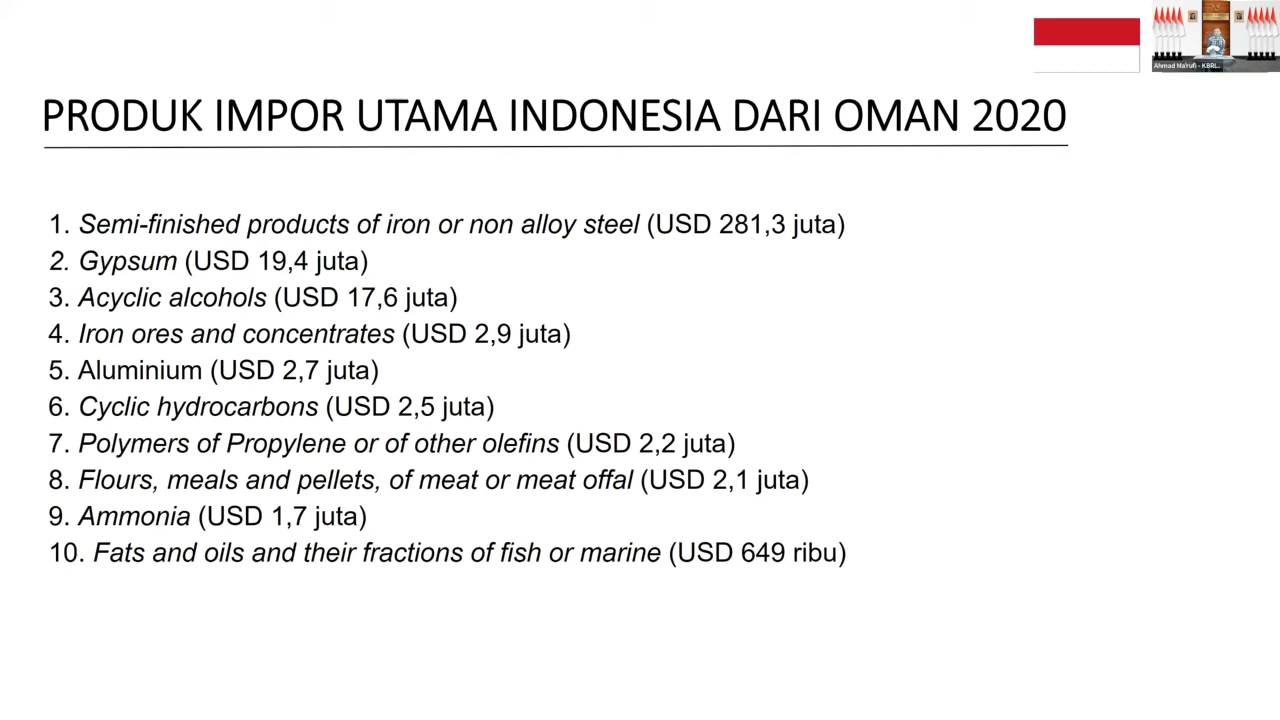 Ahmad Ma'rufi - KBRI...
PRODUK IMPOR UTAMA INDONESIA DARI OMAN 2020
1. Semi-finished products of iron or non alloy steel (USD 281,3 juta)
2. Gypsum (USD 19,4 juta)
3. Acyclic alcohols (USD 17,6 juta)
4. Iron ores and concentrates (USD 2,9 juta)
5. Aluminium (USD 2,7 juta)
6. Cyclic hydrocarbons (USD 2,5 juta)
7. Polymers of Propylene or of other olefins (USD 2,2 juta)
8. Flours, meals and pellets, of meat or meat offal (USD 2,1 juta)
9. Ammonia (USD 1,7 juta)
10. Fats and oils and their fractions of fish or marine (USD 649 ribu)